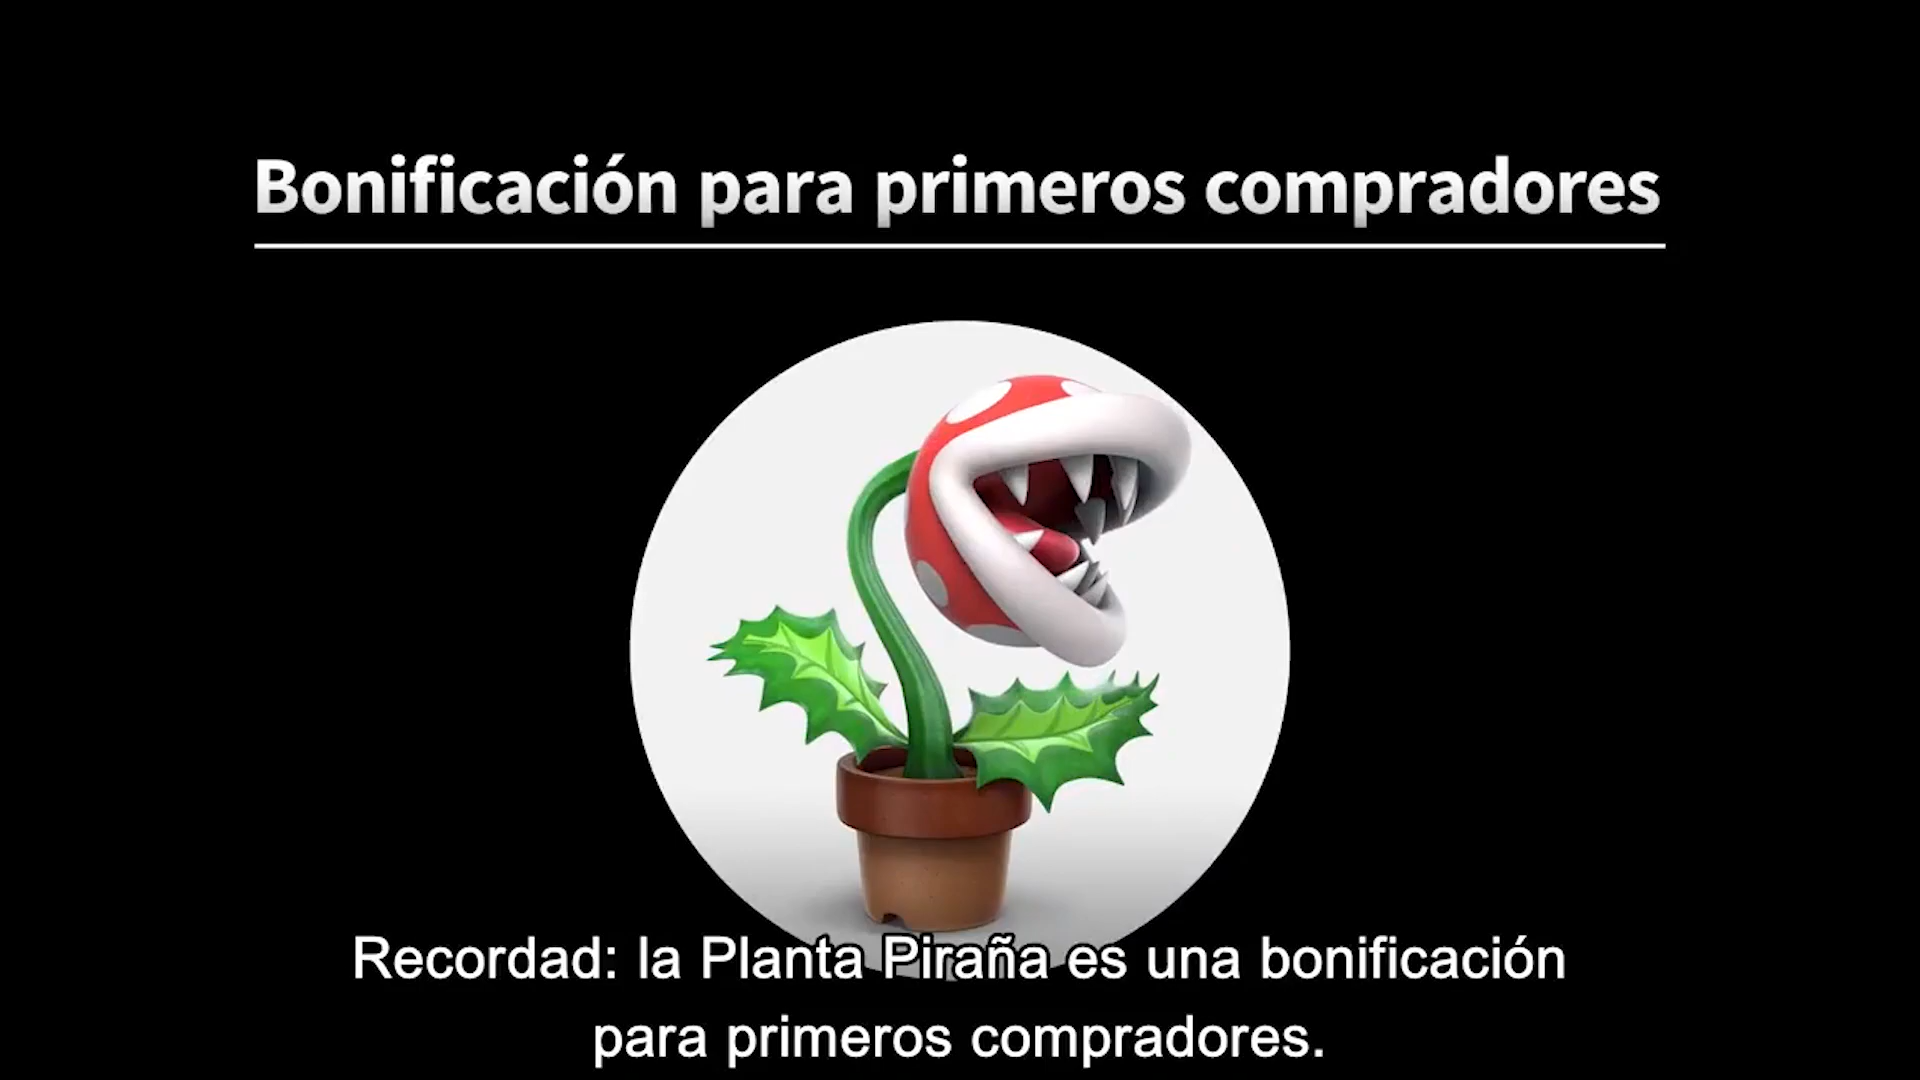 Bonificación para primeros compradores
Recordad: la Planta Piraña es una bonificación
para primeros compradores.